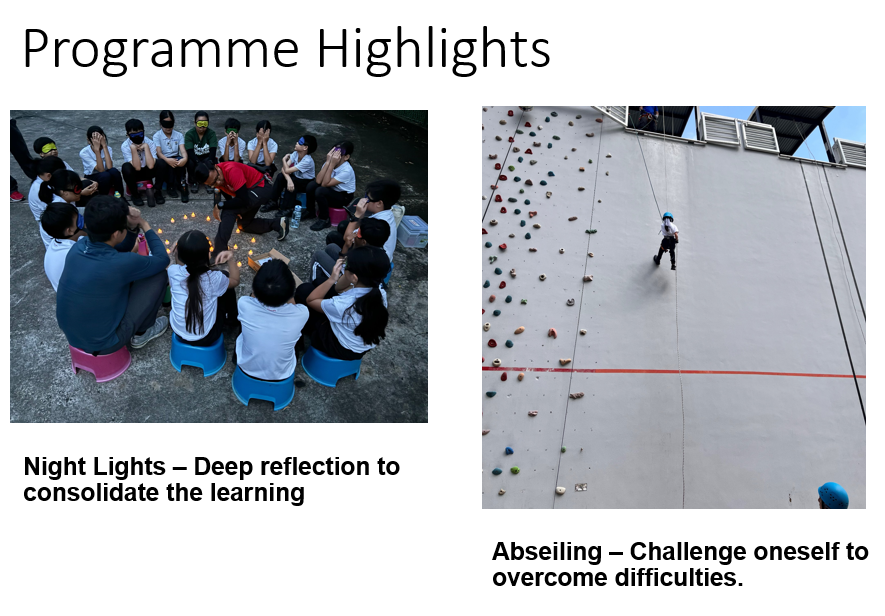 Programme Highlights
Night Lights – Deep reflection to
consolidate the learning
Abseiling – Challenge oneself to
overcome difficulties.